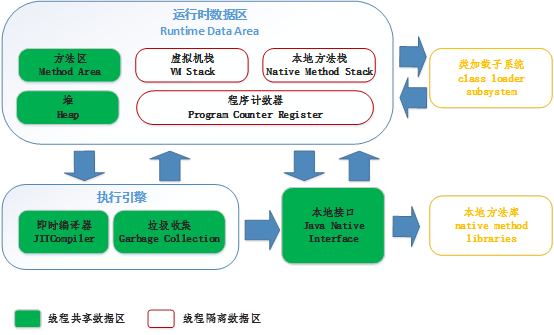 运行时数据区
Runtime Data Area
方法区
Method Area
虚拟机栈
VM Stack
本地方法栈
Native Method Stack
堆
Heap
程序计数器
Program Counter Register
类加载子系统
class loader
subsystem
执行引擎
即时编译器
JITCompiler
垃圾收集
Garbage Collection
本地接口
Java Native
Interface
本地方法库
native method
libraries
线程共享数据区
线程隔离数据区